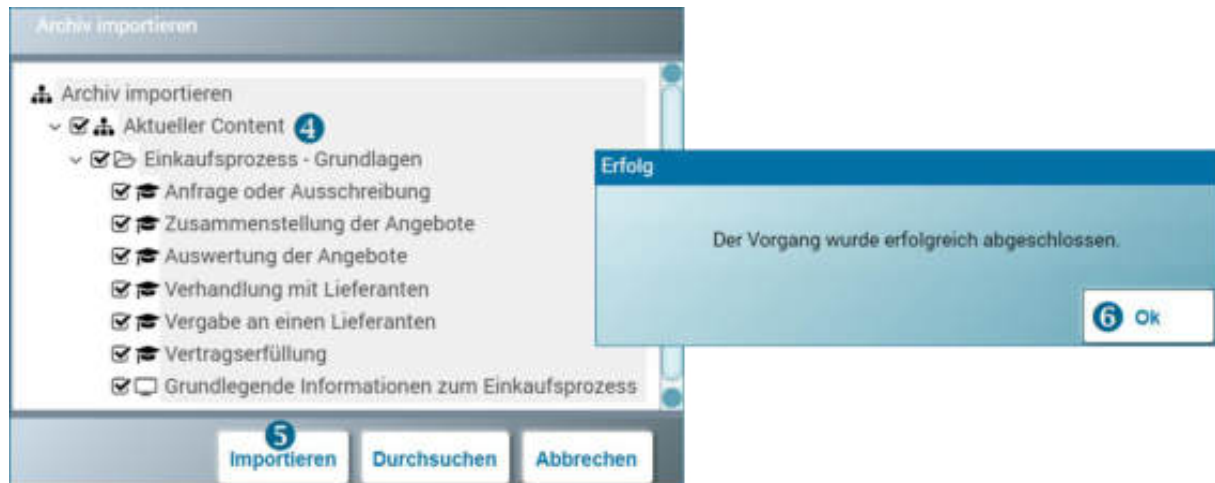 Archiv importieren
Archiv importieren
Aktueller Content 4
Einkaufsprozess - Grundlagen
Anfrage oder Ausschreibung
Zusammenstellung der Angebote
Auswertung der Angebote
Verhandlung mit Lieferanten
Vergabe an einen Lieferanten
Vertragserfüllung
Grundlegende Informationen zum Einkaufsprozess
5
Importieren Durchsuchen Abbrechen
Erfolg
Der Vorgang wurde erfolgreich abgeschlossen.
6 Ok